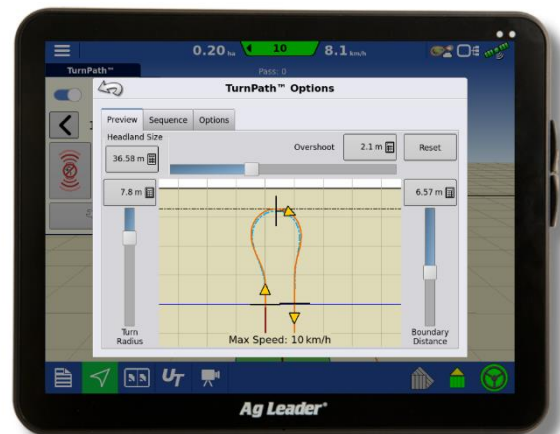 0.20 ha 10 8.1 km/h
TurnPath™ Pass: 0
TurnPath™ Options
Preview Sequence Options
Headland Size
36.58 m Overshoot 2.1 m Reset
7.8 m 6.57 m
Turn Radius
Boundary Distance
Max Speed: 10 km/h
UT
Ag Leader®